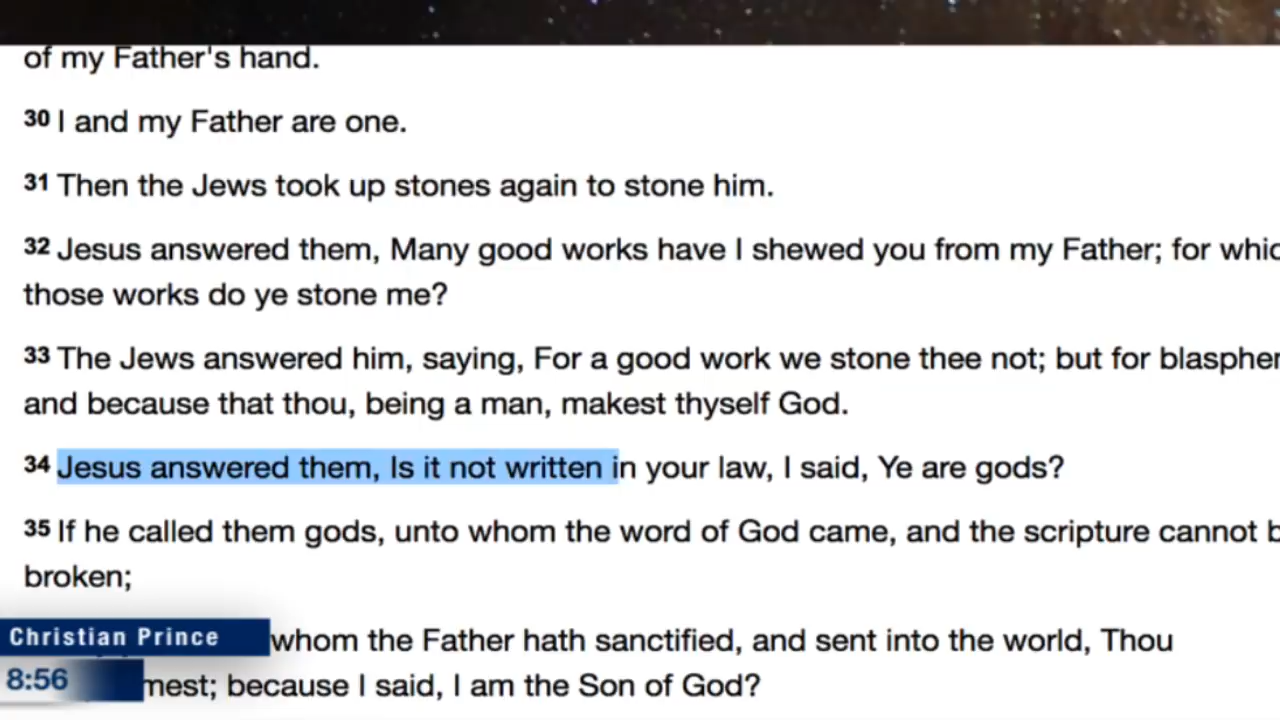 of my Father's hand.
30 I and my Father are one.
31 Then the Jews took up stones again to stone him.
32 Jesus answered them, Many good works have I shewed you from my Father; for
those works do ye stone me?
33 The Jews answered him, saying, For a good work we stone thee not; but for
and because that thou, being a man, makest thyself God.
34 Jesus answered them, Is it not written in your law, I said, Ye are gods?
35 If he called them gods, unto whom the word of God came, and the scripture cannot
broken;
Christian Prince
whom the Father hath sanctified, and sent into the world, Thou
8:56
because I said, I am the Son of God?